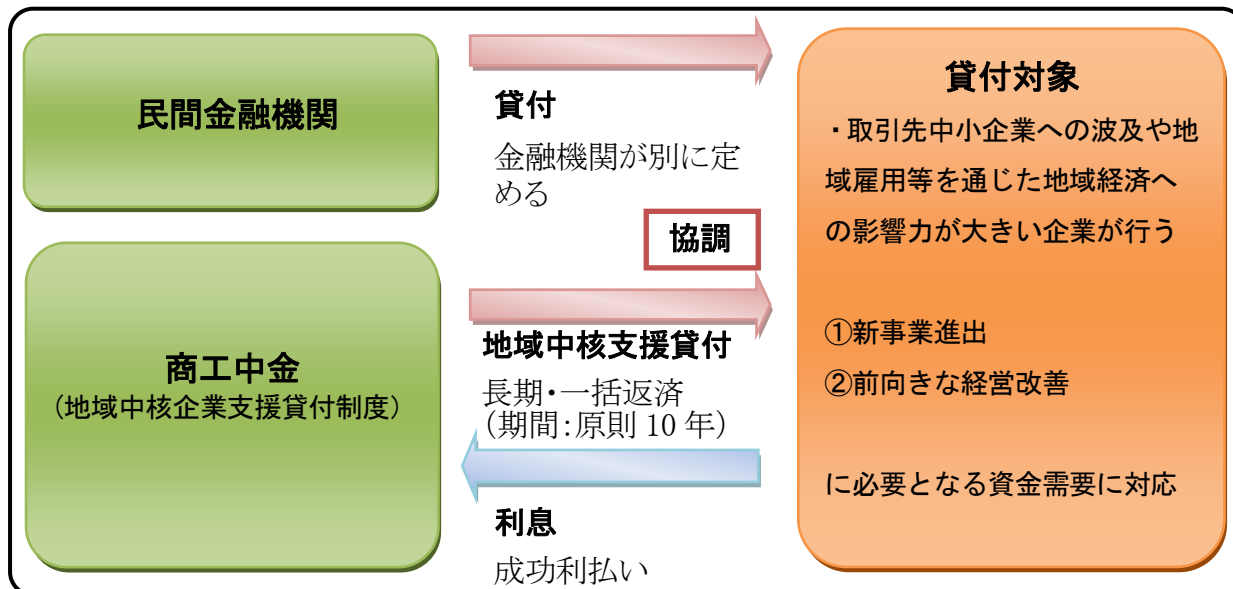 民間金融機関
貸付
金融機関が別に定
める
協調
商工中金
（地域中核企業支援貸付制度）
地域中核支援貸付
長期・一括返済
（期間：原則 10 年）
利息
成功利払い
貸付対象
・取引先中小企業への波及や地
域雇用等を通じた地域経済へ
の影響力が大きい企業が行う
①新事業進出
②前向きな経営改善
に必要となる資金需要に対応